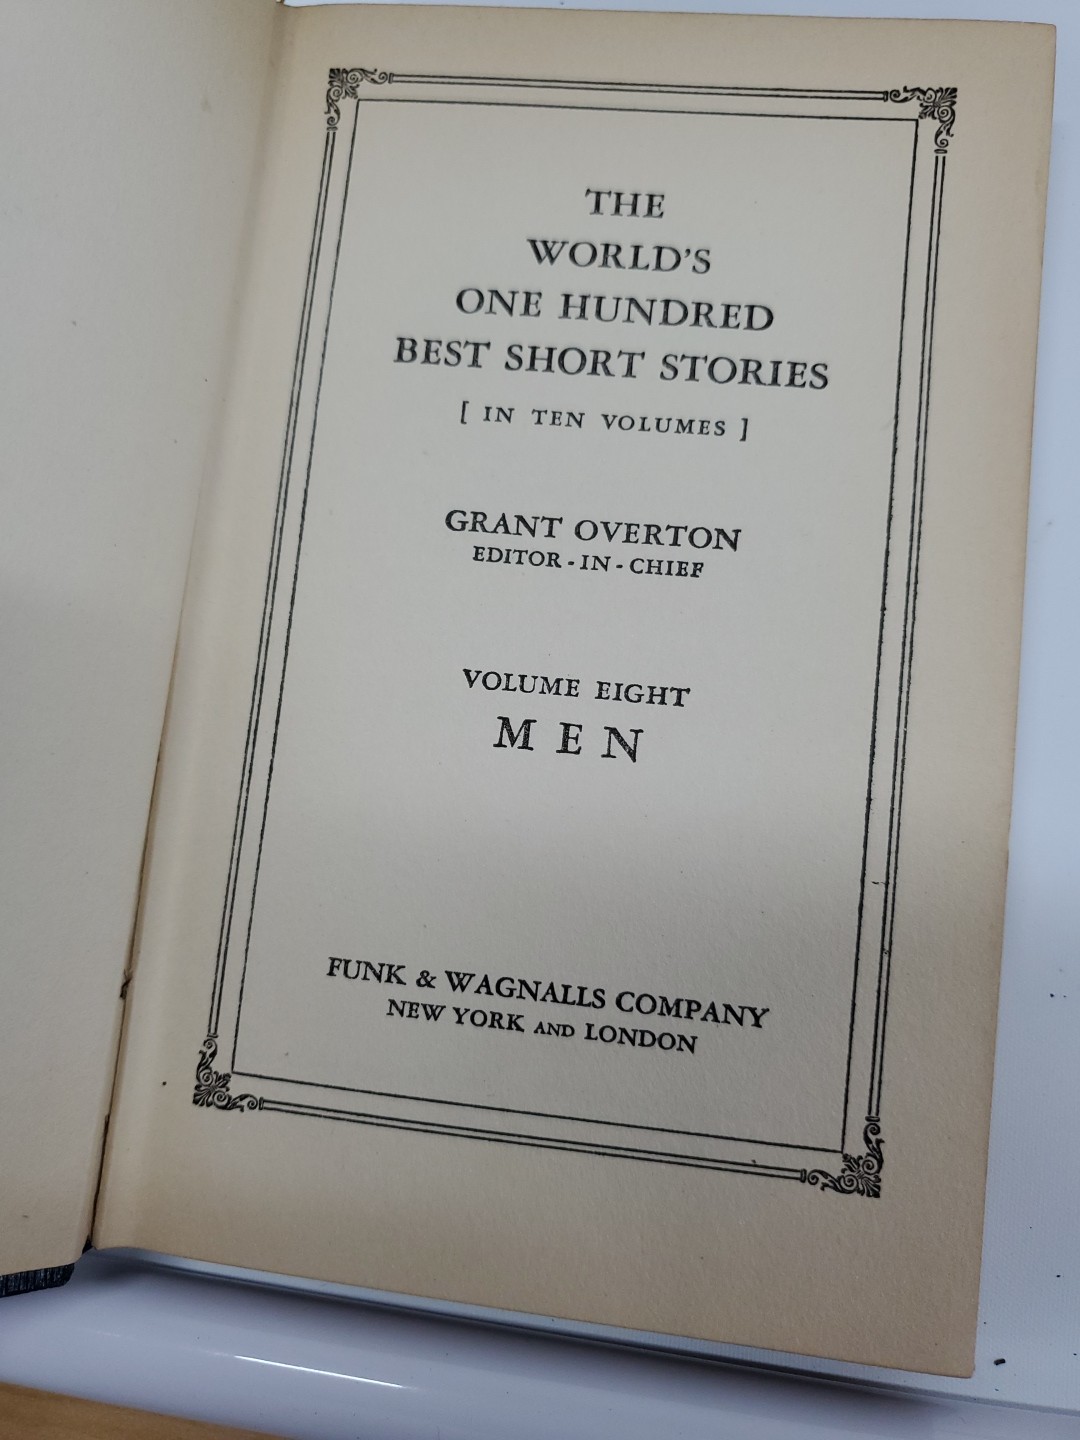 THE
WORLD'S
ONE HUNDRED
BEST SHORT STORIES
[ IN TEN VOLUMES ]
GRANT OVERTON
EDITOR-IN-CHIEF
VOLUME EIGHT
MEN
FUNK & WAGNALLS COMPANY
NEW YORK AND LONDON